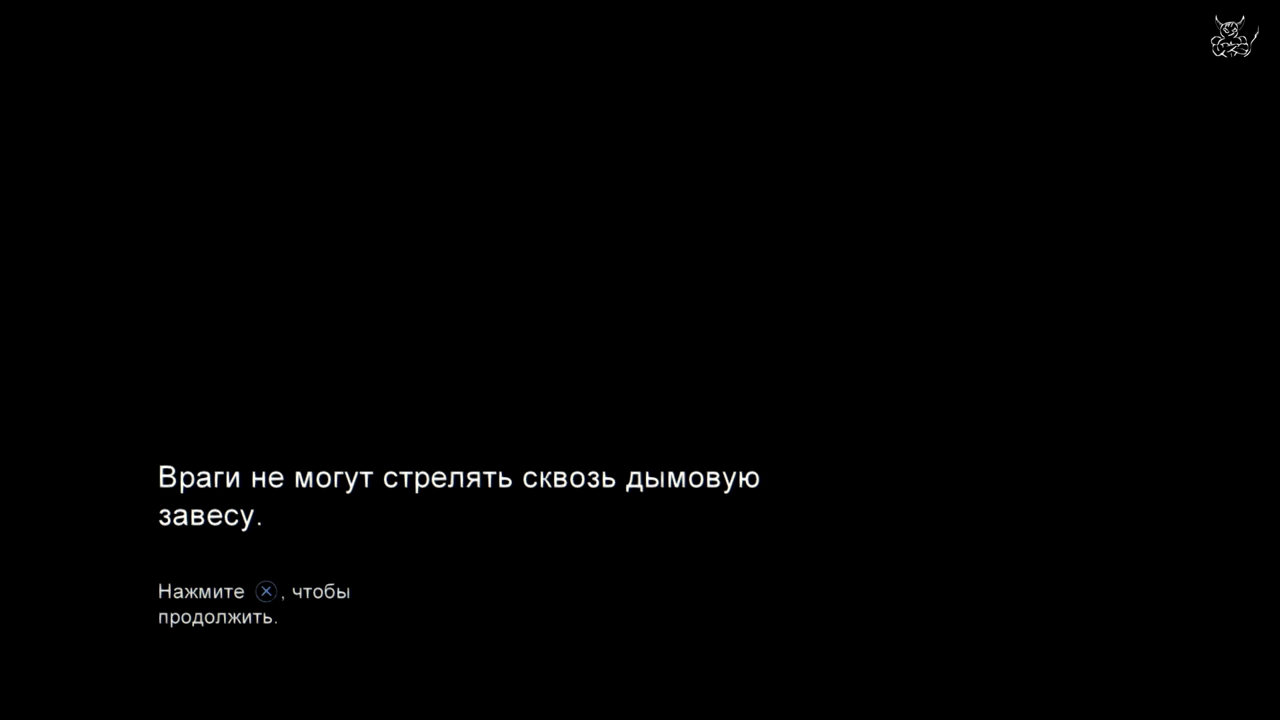 Враги не могут стрелять сквозь дымовую
завесу.
Нажмите ⓧ, чтобы
продолжить.